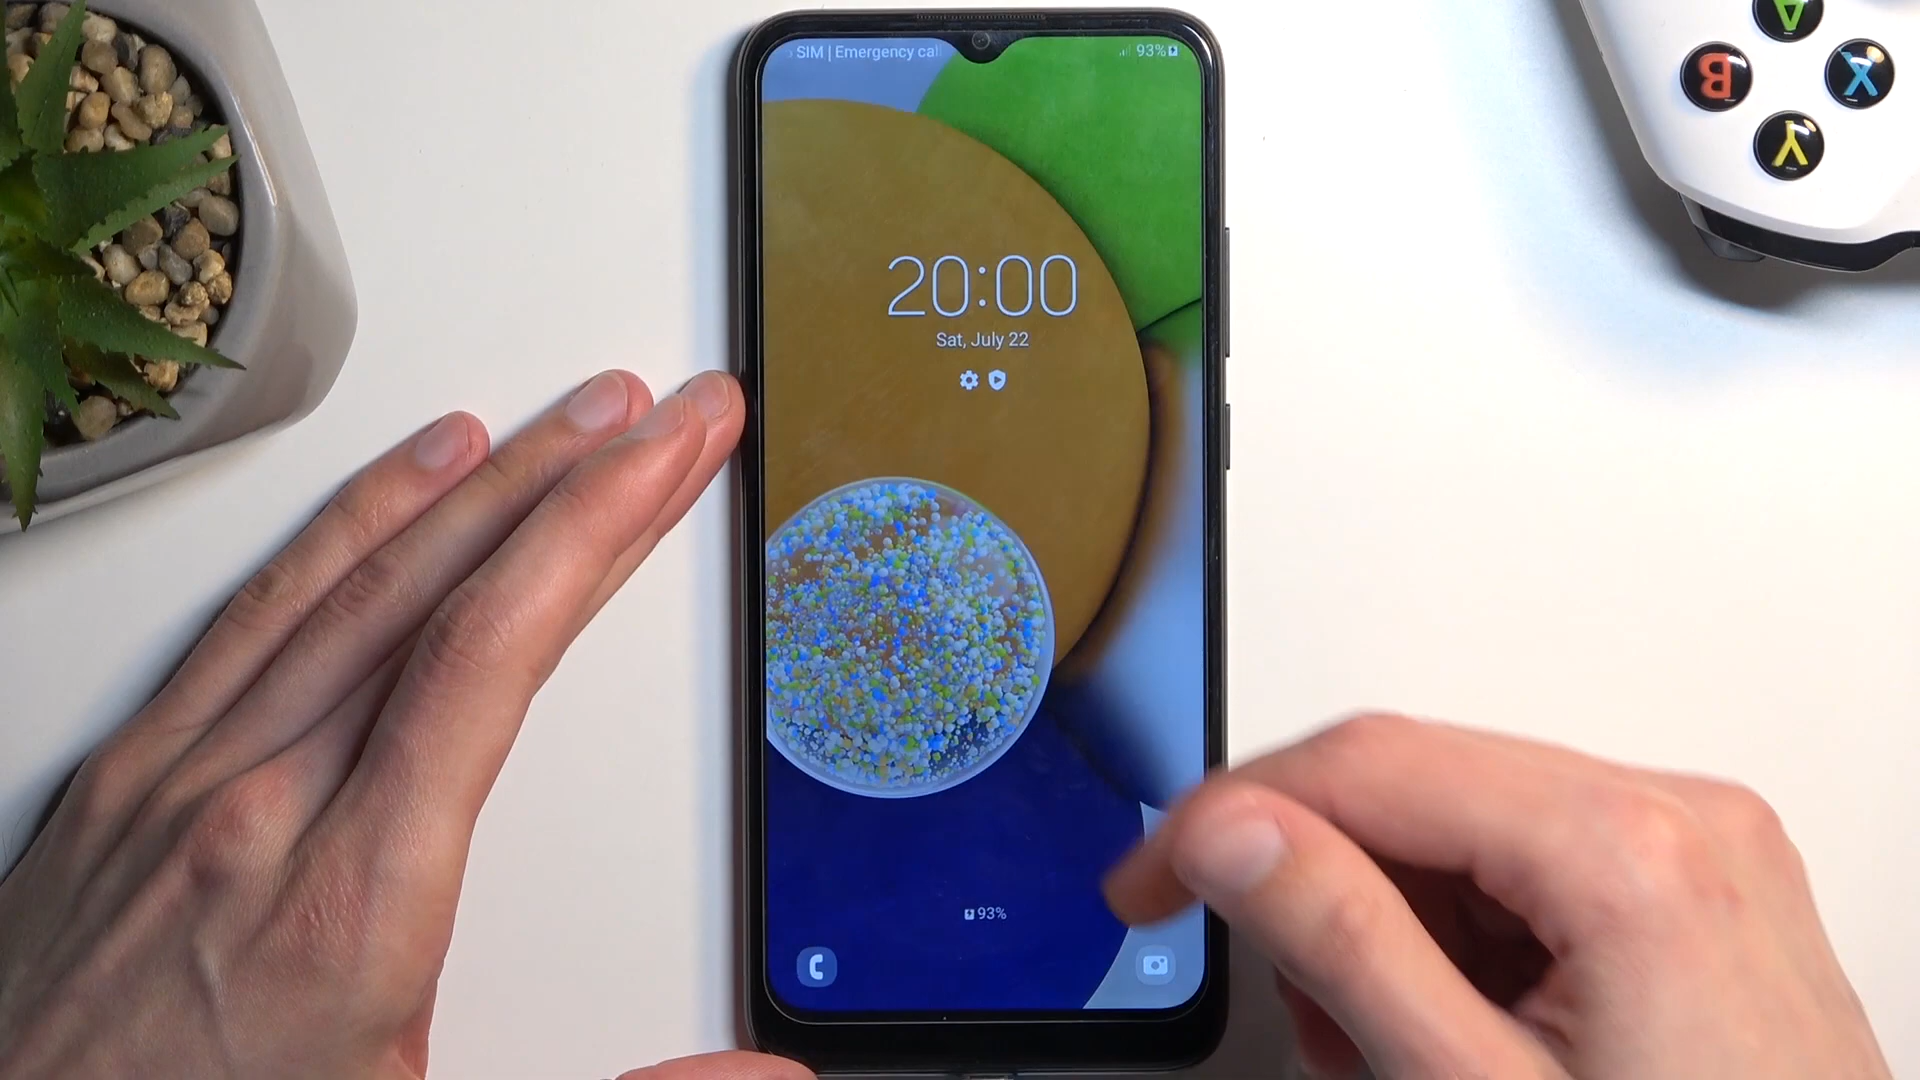 SIM | Emergency cal
93%
20:00
Sat, July 22
93%
A
B
X
Y